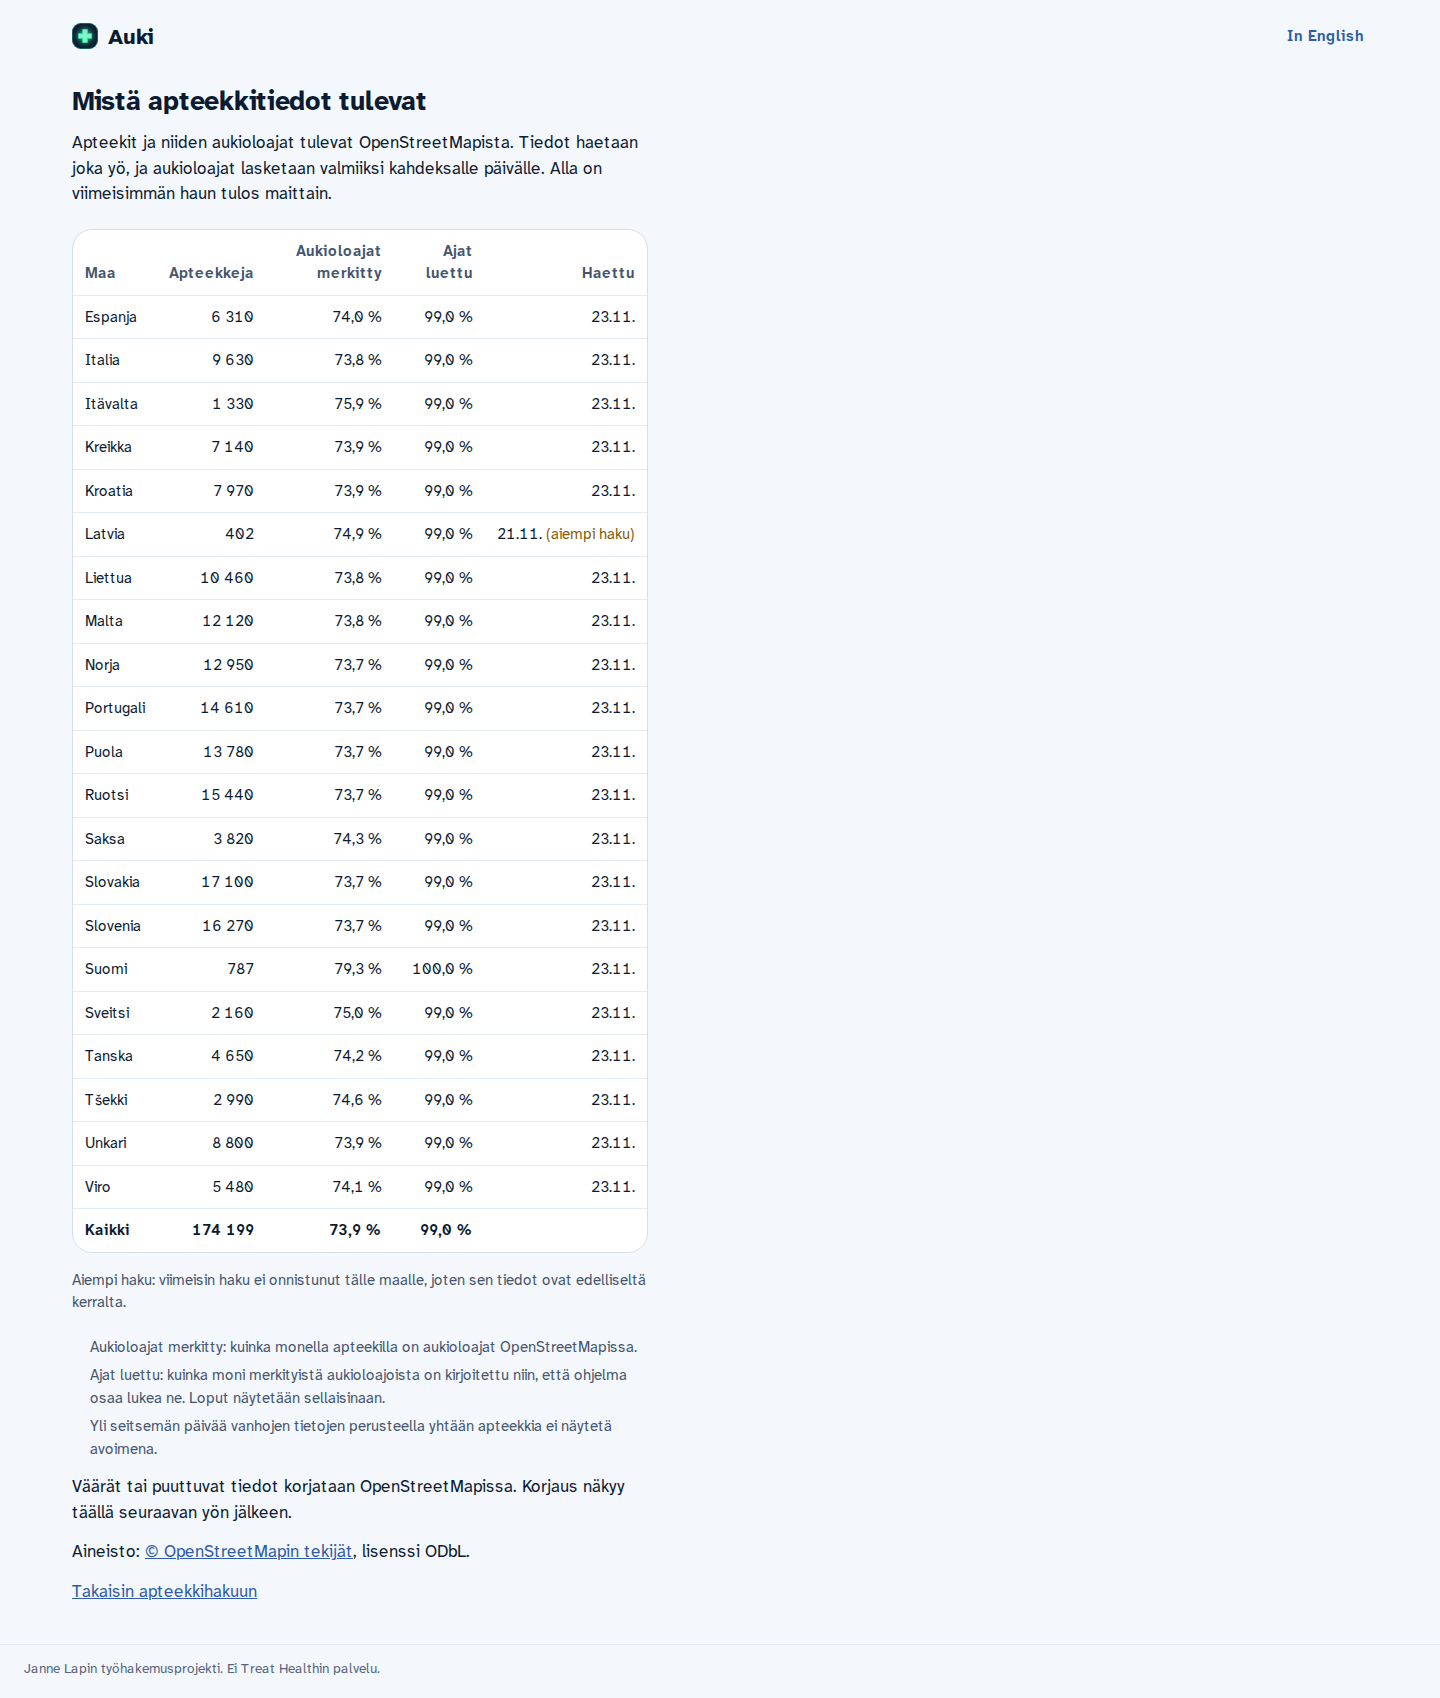 Auki
In English
Mistä apteekkitiedot tulevat
Apteekit ja niiden aukioloajat tulevat OpenStreetMapista. Tiedot haetaan
joka yö, ja aukioloajat lasketaan valmiiksi kahdeksalle päivälle. Alla on
viimeisimmän haun tulos maittain.
Maa Apteekkeja Aukioloajat merkitty Ajat luettu Haettu
Espanja 6 310 74,0 % 99,0 % 23.11.
Italia 9 630 73,8 % 99,0 % 23.11.
Itävalta 1 330 75,9 % 99,0 % 23.11.
Kreikka 7 140 73,9 % 99,0 % 23.11.
Kroatia 7 970 73,9 % 99,0 % 23.11.
Latvia 402 74,9 % 99,0 % 21.11. (aiempi haku)
Liettua 10 460 73,8 % 99,0 % 23.11.
Malta 12 120 73,8 % 99,0 % 23.11.
Norja 12 950 73,7 % 99,0 % 23.11.
Portugali 14 610 73,7 % 99,0 % 23.11.
Puola 13 780 73,7 % 99,0 % 23.11.
Ruotsi 15 440 73,7 % 99,0 % 23.11.
Saksa 3 820 74,3 % 99,0 % 23.11.
Slovakia 17 100 73,7 % 99,0 % 23.11.
Slovenia 16 270 73,7 % 99,0 % 23.11.
Suomi 787 79,3 % 100,0 % 23.11.
Sveitsi 2 160 75,0 % 99,0 % 23.11.
Tanska 4 650 74,2 % 99,0 % 23.11.
Tšekki 2 990 74,6 % 99,0 % 23.11.
Unkari 8 800 73,9 % 99,0 % 23.11.
Viro 5 480 74,1 % 99,0 % 23.11.
Kaikki 174 199 73,9 % 99,0 %
Aiempi haku: viimeisin haku ei onnistunut tälle maalle, joten sen tiedot ovat edelliseltä
kerralta.
Aukioloajat merkitty: kuinka monella apteekilla on aukioloajat OpenStreetMapissa.
Ajat luettu: kuinka moni merkityistä aukioloajoista on kirjoitettu niin, että ohjelma
osaa lukea ne. Loput näytetään sellaisinaan.
Yli seitsemän päivää vanhojen tietojen perusteella yhtään apteekkia ei näytetä
avoimena.
Väärät tai puuttuvat tiedot korjataan OpenStreetMapissa. Korjaus näkyy
täällä seuraavan yön jälkeen.
Aineisto: © OpenStreetMapin tekijät, lisenssi ODbL.
Takaisin apteekkihakuun
Janne Lapin työhakemusprojekti. Ei Treat Healthin palvelu.